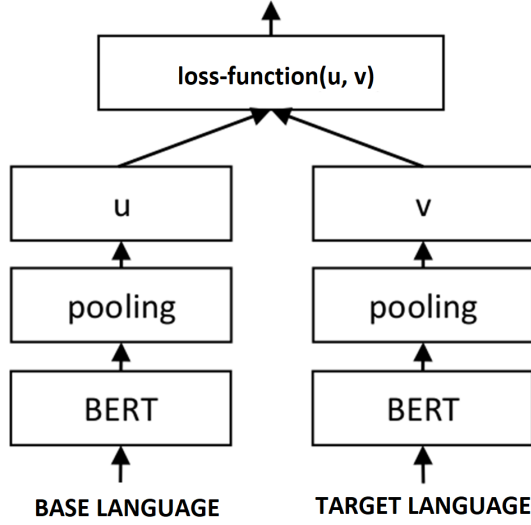 loss-function(u, v)
u
v
pooling
pooling
BERT
BERT
BASE LANGUAGE
TARGET LANGUAGE